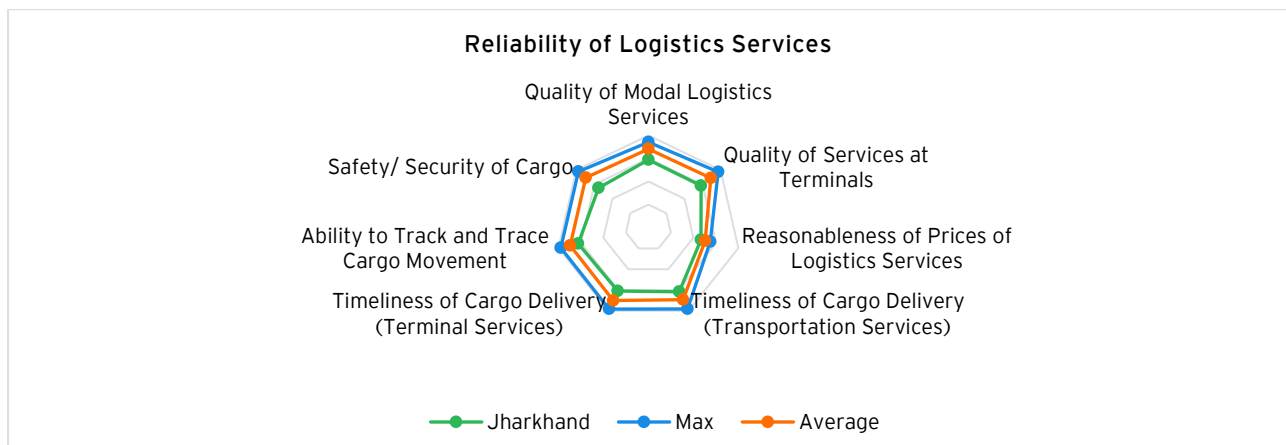 Reliability of Logistics Services
Quality of Modal Logistics
Services
Quality of Services at
Terminals
Reasonableness of Prices of
Logistics Services
Timeliness of Cargo Delivery
(Transportation Services)
Timeliness of Cargo Delivery
(Terminal Services)
Ability to Track and Trace
Cargo Movement
Safety/ Security of Cargo
Jharkhand
Max
Average